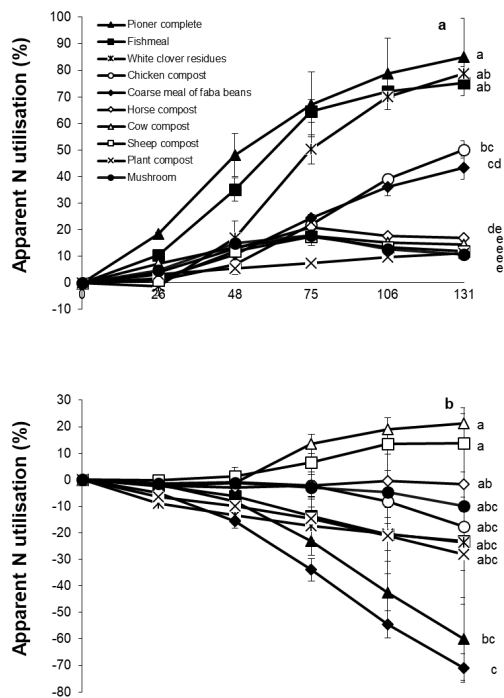 Apparent N utilisation (%)
100
90
80
70
60
50
40
30
20
10
0
-10
a
Pioner complete
Fishmeal
White clover residues
Chicken compost
Coarse meal of faba beans
Horse compost
Cow compost
Sheep compost
Plant compost
Mushroom
a
ab
ab
bc
cd
de
e
e
e
e
0 26 48 75 106 131
Apparent N utilisation (%)
30
20
10
0
-10
-20
-30
-40
-50
-60
-70
-80
b
a
a
ab
abc
abc
abc
abc
bc
c